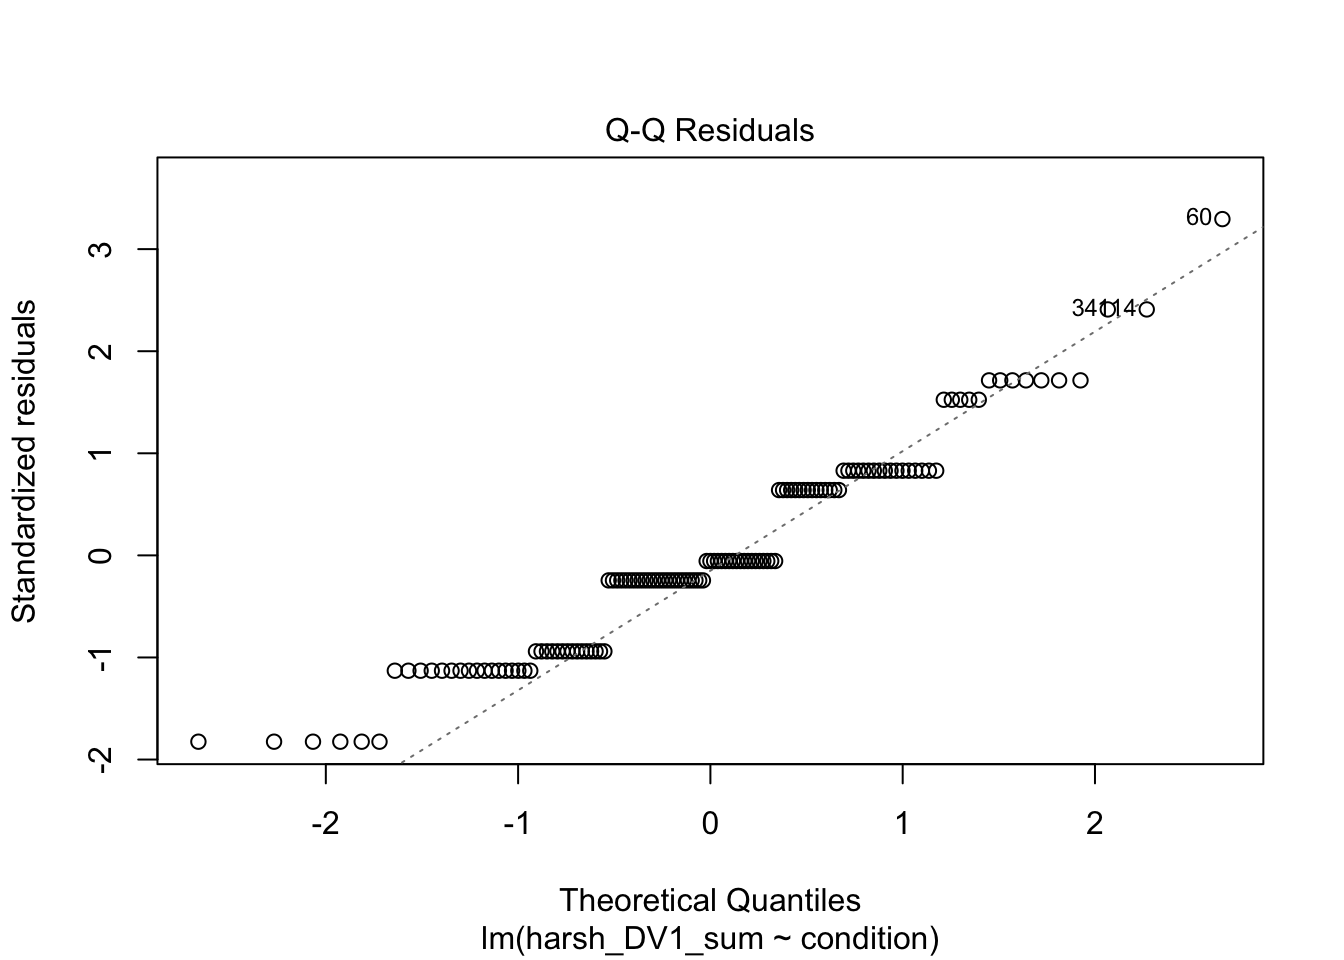 Q-Q Residuals
Standardized residuals
3
2
1
0
-1
-2
60
34
114
-2 -1 0 1 2
Theoretical Quantiles
lm(harsh_DV1_sum ~ condition)